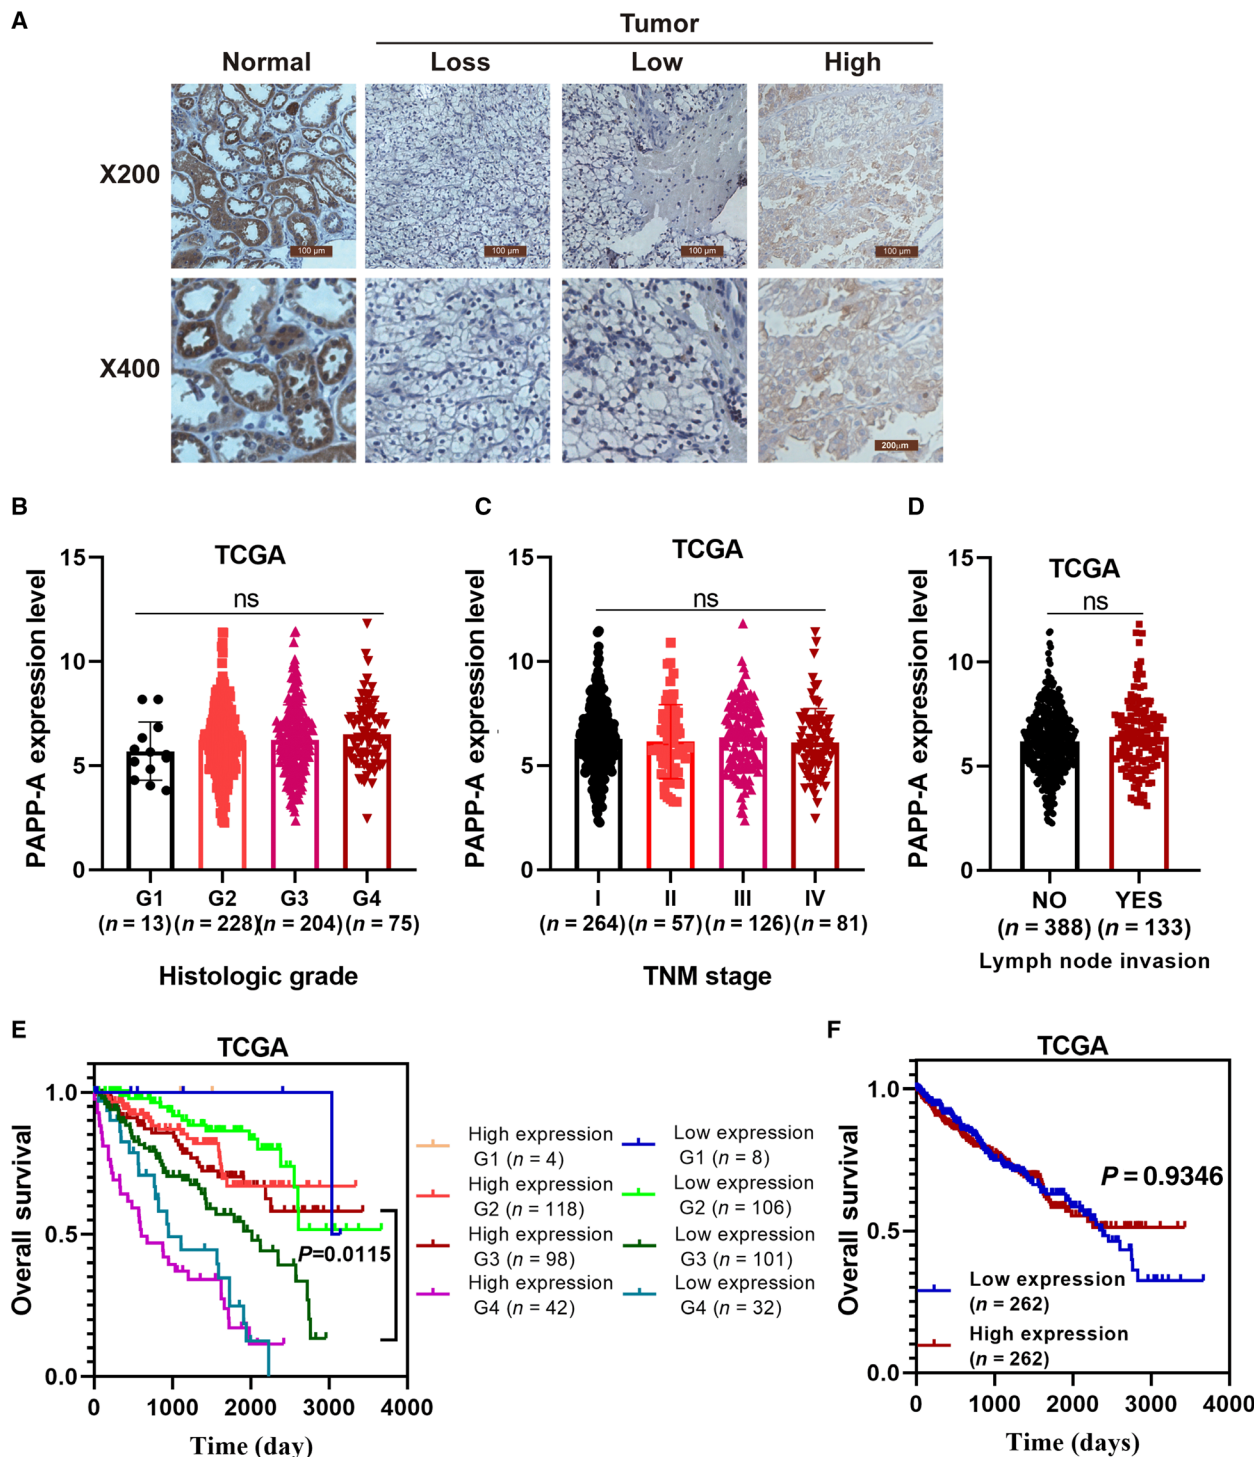 A
Tumor
Normal
Loss
Low
High
X200
100 μm
100 μm
100 μm
100 μm
X400
200μm
B
TCGA
ns
PAPP-A expression level
15
10
5
0
G1
G2
G3
G4
(n = 13)
(n = 228)
(n = 204)
(n = 75)
Histologic grade
C
TCGA
ns
PAPP-A expression level
15
10
5
0
I
II
III
IV
(n = 264)
(n = 57)
(n = 126)
(n = 81)
TNM stage
D
TCGA
ns
PAPP-A expression level
15
10
5
0
NO
YES
(n = 388)
(n = 133)
Lymph node invasion
E
TCGA
Overall survival
1.0
0.5
0.0
P=0.0115
0
1000
2000
3000
4000
Time (day)
High expression
G1 (n = 4)
High expression
G2 (n = 118)
High expression
G3 (n = 98)
High expression
G4 (n = 42)
Low expression
G1 (n = 8)
Low expression
G2 (n = 106)
Low expression
G3 (n = 101)
Low expression
G4 (n = 32)
F
TCGA
Overall survival
1.0
0.5
0.0
P = 0.9346
Low expression
(n = 262)
High expression
(n = 262)
0
1000
2000
3000
4000
Time (days)